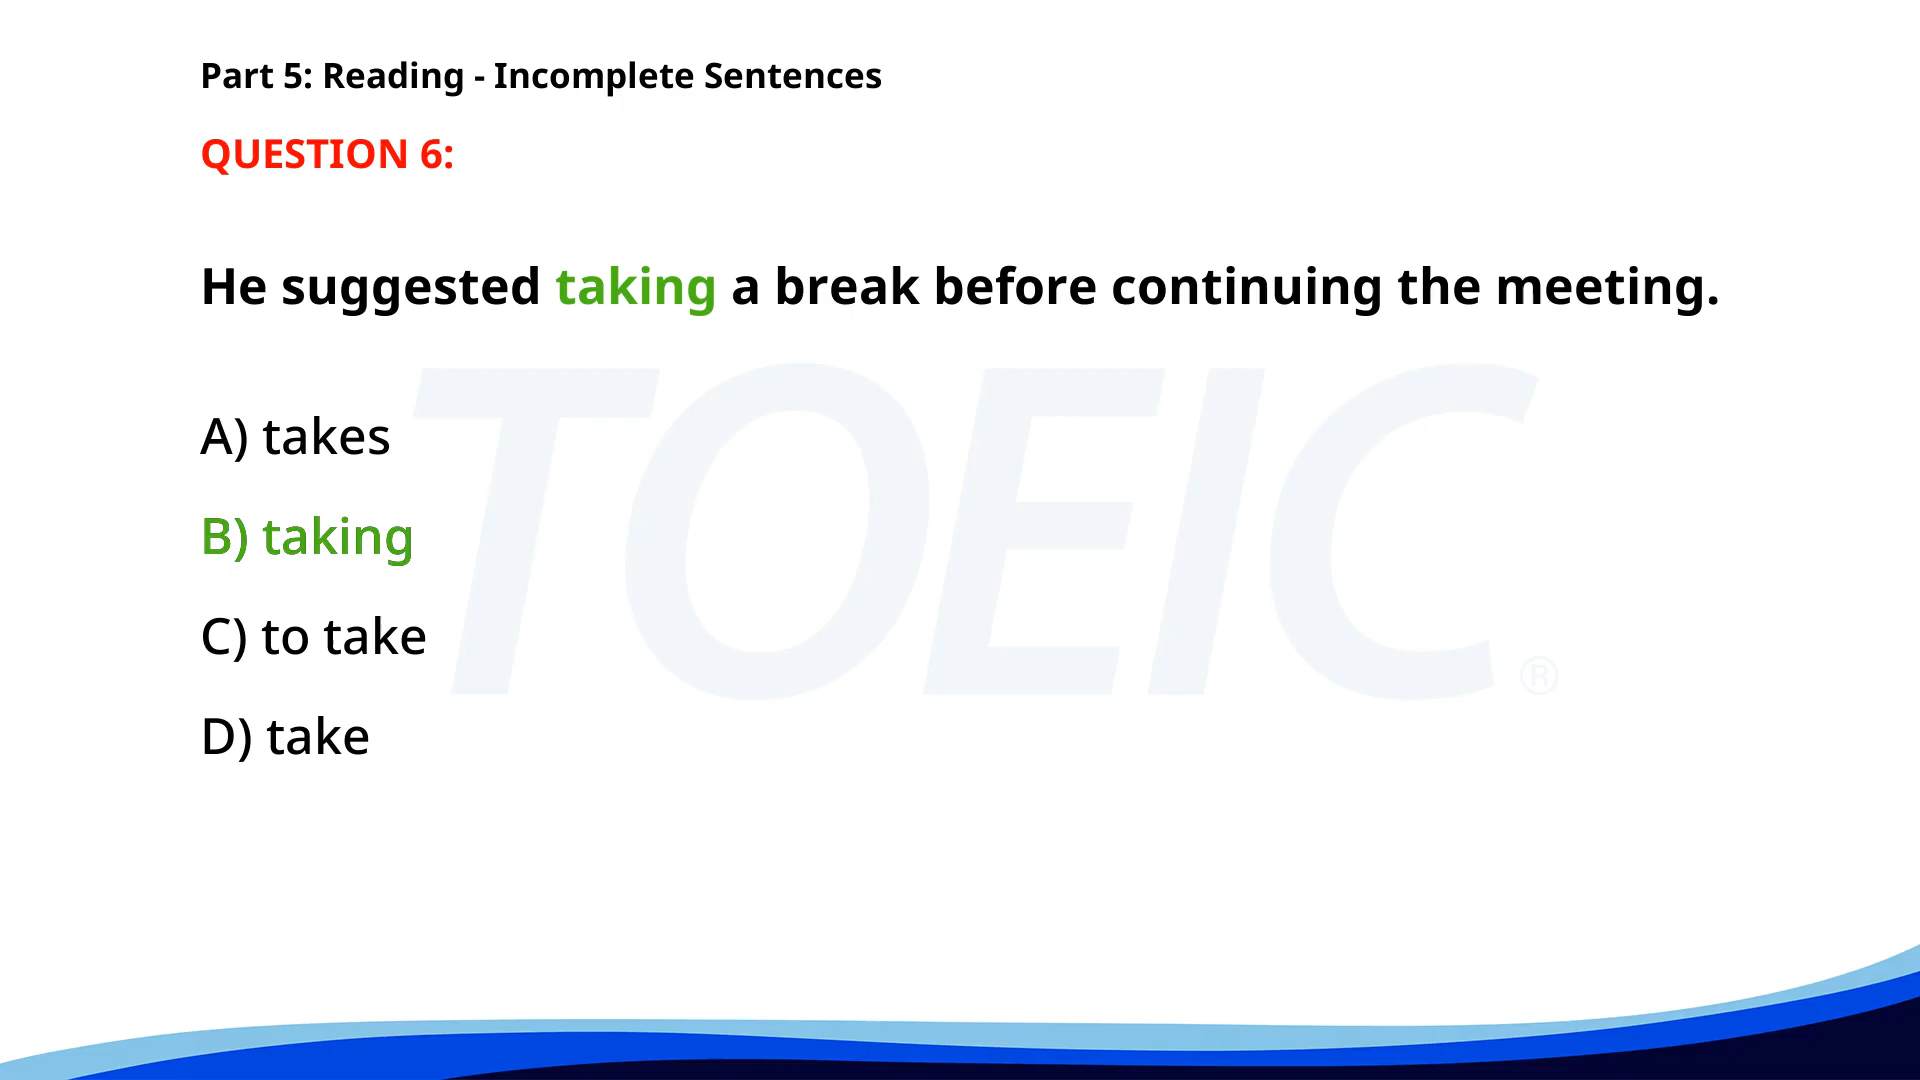 Part 5: Reading - Incomplete Sentences
QUESTION 6:
He suggested taking a break before continuing the meeting.
TOEIC®
A) takes
B) taking
C) to take
D) take